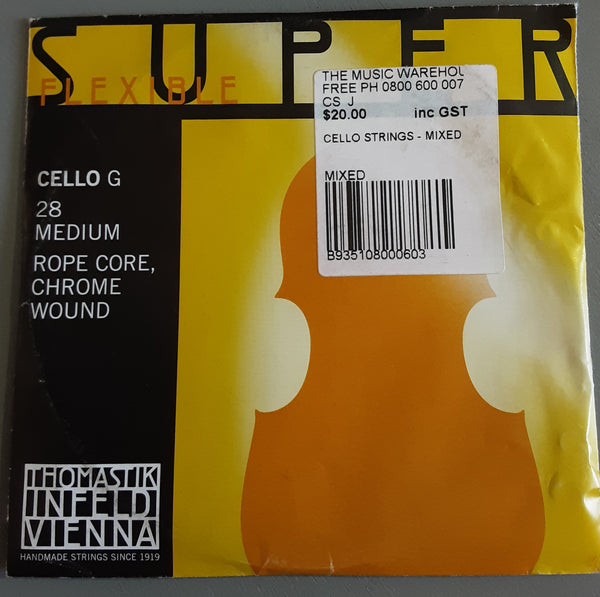 SUPER
FLEXIBLE
THE MUSIC WAREHOU
FREE PH 0800 600 007
CS J
$20.00 inc GST
CELLO STRINGS - MIXED
MIXED
B935108000603
CELLO G
28
MEDIUM
ROPE CORE,
CHROME
WOUND
THOMASTIK
INFELD
VIENNA
HANDMADE STRINGS SINCE 1919